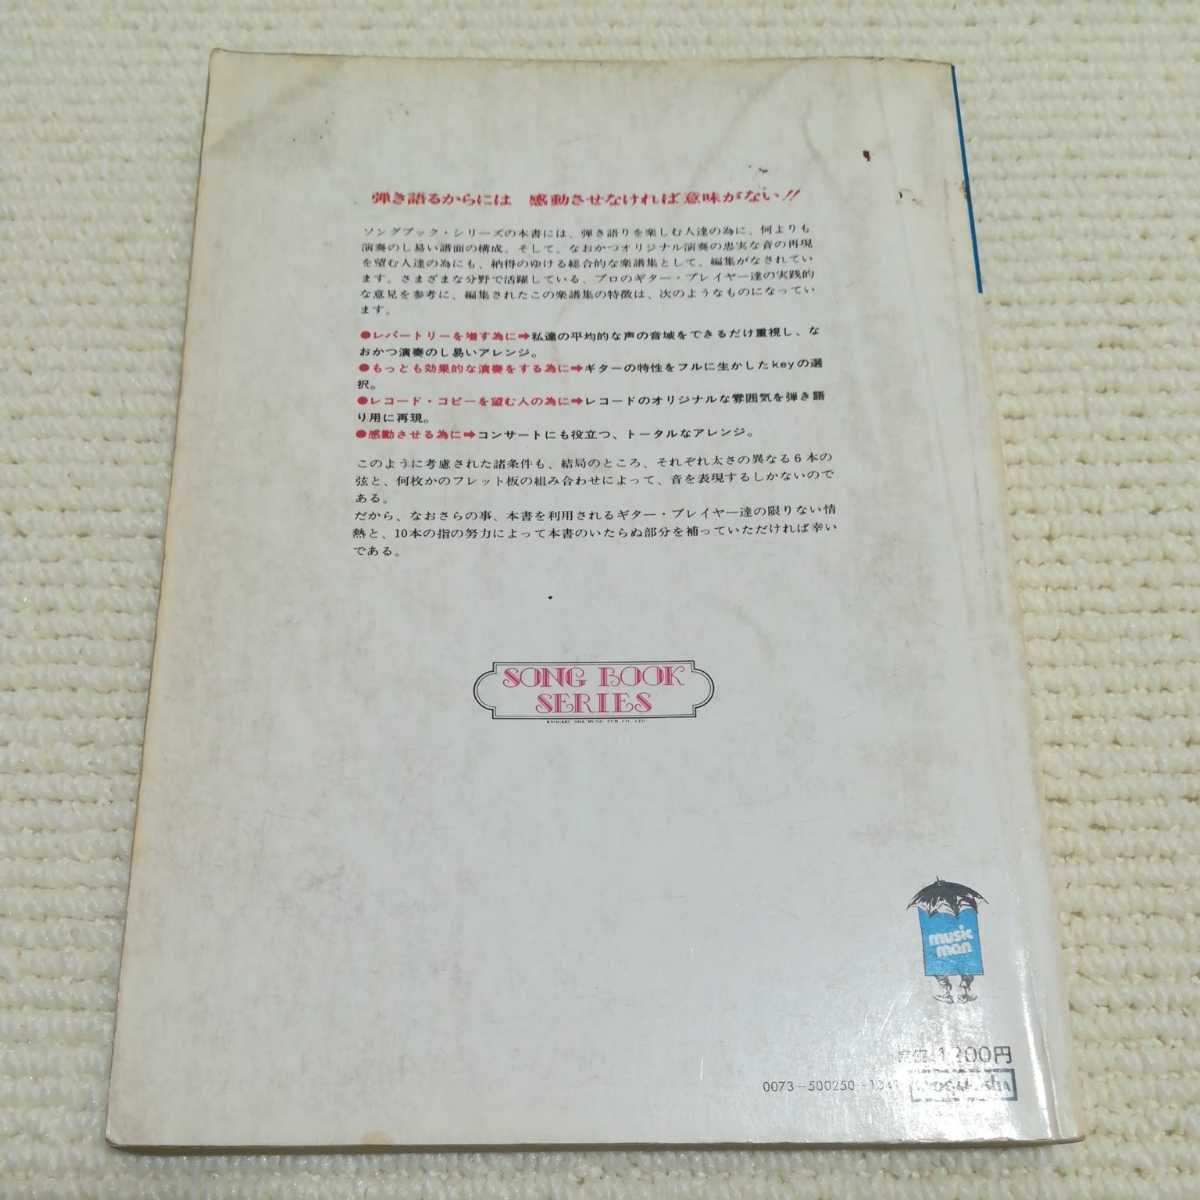 弾き語るからには 感動させなければ意味がない!!
ソングブック・シリーズの本書には、弾き語りを楽しむ人達の為に、何よりも
演奏のし易い譜面の構成、そして、なおかつオリジナル演奏の忠実な音の再現
を望む人達の為にも、納得のゆける総合的な楽譜集として、編集がなされてい
ます。さまざまな分野で活躍している、プロのギター・プレイヤー達の実践的
な意見を参考に、編集されたこの楽譜集の特徴は、次のようなものになってい
ます。
●レパートリーを増す為に➡私達の平均的な声の音域をできるだけ重視し、な
おかつ演奏のし易いアレンジ。
●もっとも効果的な演奏をする為に➡ギターの特性をフルに生かしたkeyの選
択。
●レコード・コピーを望む人の為に➡レコードのオリジナルな雰囲気を弾き語
り用に再現。
●感動させる為に➡コンサートにも役立つ、トータルなアレンジ。
このように考慮された諸条件も、結局のところ、それぞれ太さの異なる6本の
弦と、何枚かのフレット板の組み合わせによって、音を表現するしかないので
ある。
だから、なおさらの事、本書を利用されるギター・プレイヤー達の限りない情
熱と、10本の指の努力によって本書のいたらぬ部分を補っていただければ幸い
である。
SONG BOOK
SERIES
music
man
定価 1200円
0073-500250-